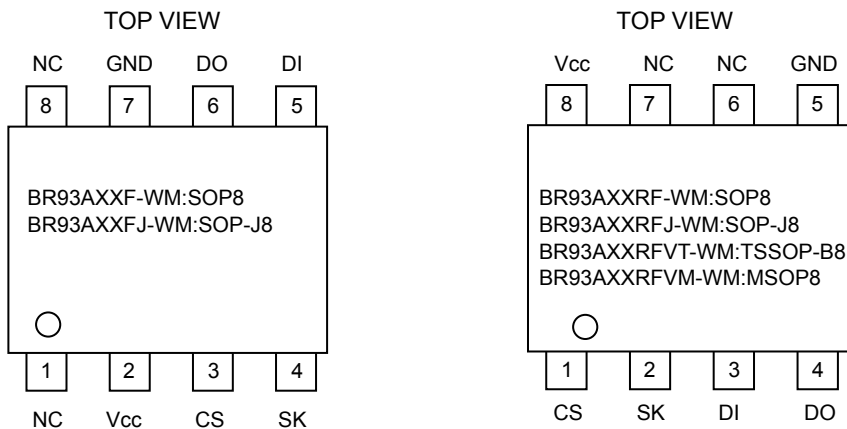 TOP VIEW
NC GND DO DI
8 7 6 5
BR93AXXF-WM:SOP8
BR93AXXFJ-WM:SOP-J8
1 2 3 4
NC Vcc CS SK
TOP VIEW
Vcc NC NC GND
8 7 6 5
BR93AXXRF-WM:SOP8
BR93AXXRFJ-WM:SOP-J8
BR93AXXRFVT-WM:TSSOP-B8
BR93AXXRFVM-WM:MSOP8
1 2 3 4
CS SK DI DO